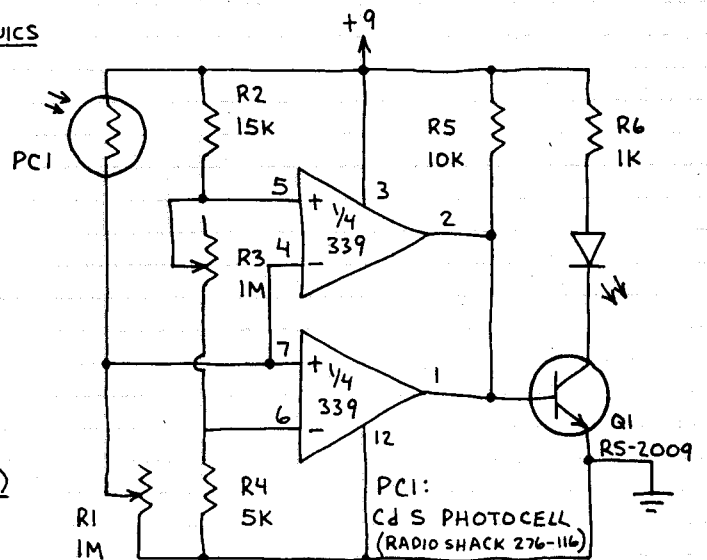 +9
R2
15K
PC1
R5
10K
R6
1K
5
+
1/4
339
3
2
4
−
R3
1M
7
+
1/4
339
1
6
−
12
Q1
RS-2009
R4
5K
PC1:
CdS PHOTOCELL
(RADIO SHACK 276-116)
R1
1M